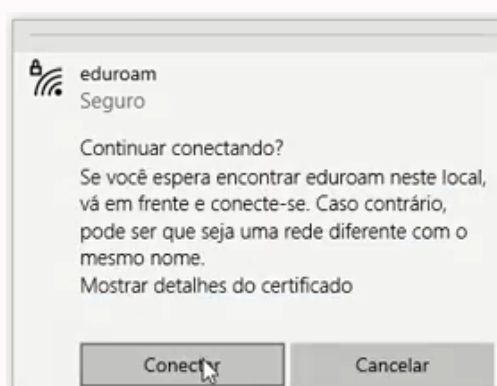 eduroam
Seguro
Continuar conectando?
Se você espera encontrar eduroam neste local,
vá em frente e conecte-se. Caso contrário,
pode ser que seja uma rede diferente com o
mesmo nome.
Mostrar detalhes do certificado
Conectar Cancelar